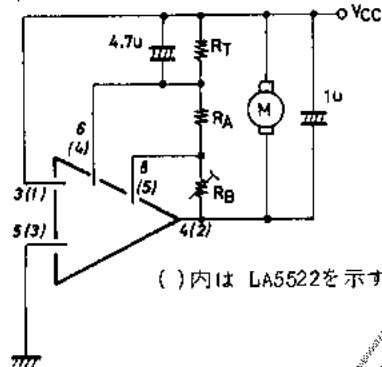 VCC
4.7u
RT
1u
M
RA
6
(4)
8
(5)
3(1)
RB
5(3)
4(2)
( )内は LA5522を示す